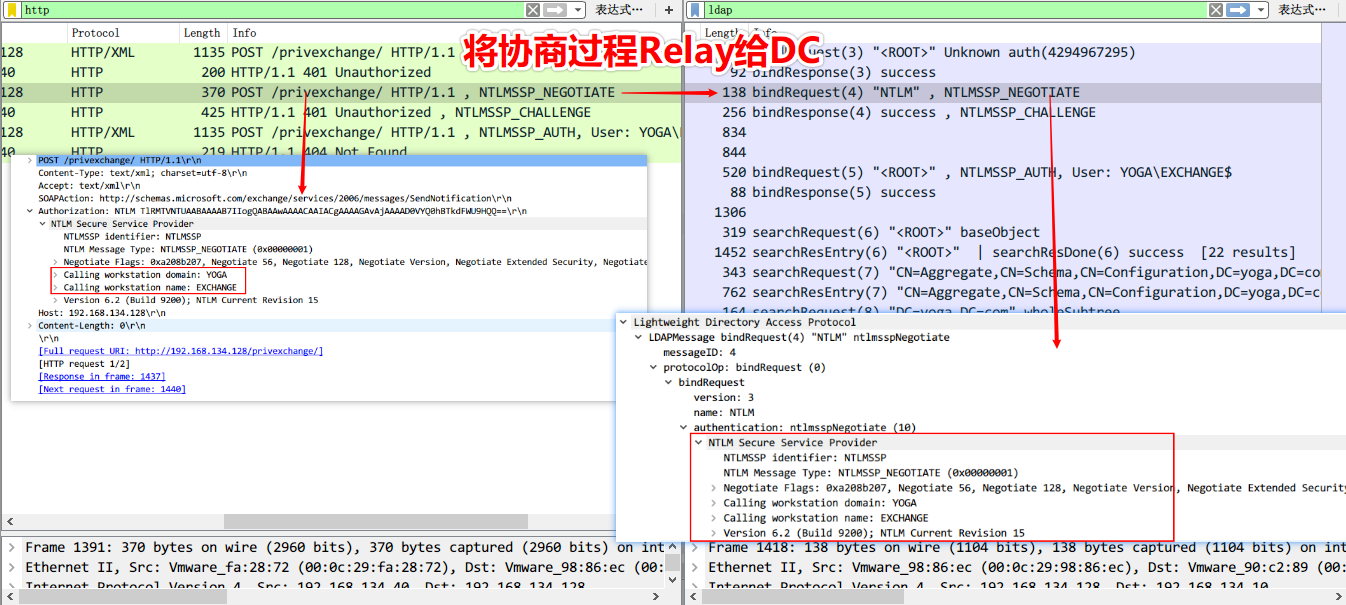 http
表达式…
+
ldap
表达式…
Protocol
Length
Info
128 HTTP/XML 1135 POST /privexchange/ HTTP/1.1
40 HTTP 200 HTTP/1.1 401 Unauthorized
128 HTTP 370 POST /privexchange/ HTTP/1.1 , NTLMSSP_NEGOTIATE
40 HTTP 425 HTTP/1.1 401 Unauthorized , NTLMSSP_CHALLENGE
128 HTTP/XML 1135 POST /privexchange/ HTTP/1.1 , NTLMSSP_AUTH, User: YOGA\
40 HTTP 219 HTTP/1.1 404 Not Found
将协商过程Relay给DC
Length Info
(3) "<ROOT>" Unknown auth(4294967295)
92 bindResponse(3) success
138 bindRequest(4) "NTLM" , NTLMSSP_NEGOTIATE
256 bindResponse(4) success , NTLMSSP_CHALLENGE
834
844
520 bindRequest(5) "<ROOT>" , NTLMSSP_AUTH, User: YOGA\EXCHANGE$
88 bindResponse(5) success
1306
319 searchRequest(6) "<ROOT>" baseObject
1452 searchResEntry(6) "<ROOT>" | searchResDone(6) success [22 results]
343 searchRequest(7) "CN=Aggregate,CN=Schema,CN=Configuration,DC=yoga,DC=co
762 searchResEntry(7) "CN=Aggregate,CN=Schema,CN=Configuration,DC=yoga,DC=c
164 searchRequest(8) "DC=yoga,DC=com" wholeSubtree
POST /privexchange/ HTTP/1.1\r\n
Content-Type: text/xml; charset=utf-8\r\n
Accept: text/xml\r\n
SOAPAction: http://schemas.microsoft.com/exchange/services/2006/messages/SendNotification\r\n
Authorization: NTLM TlRMTVNTUAABAAAAB7IIogQABAAwAAAACAAIACgAAAAGAvAjAAAAD0VYQ0hBTkdFWU9HQQ==\r\n
NTLM Secure Service Provider
NTLMSSP identifier: NTLMSSP
NTLM Message Type: NTLMSSP_NEGOTIATE (0x00000001)
Negotiate Flags: 0xa208b207, Negotiate 56, Negotiate 128, Negotiate Version, Negotiate Extended Security, Negotiate
Calling workstation domain: YOGA
Calling workstation name: EXCHANGE
Version 6.2 (Build 9200); NTLM Current Revision 15
Host: 192.168.134.128\r\n
Content-Length: 0\r\n
\r\n
[Full request URI: http://192.168.134.128/privexchange/]
[HTTP request 1/2]
[Response in frame: 1437]
[Next request in frame: 1440]
Lightweight Directory Access Protocol
LDAPMessage bindRequest(4) "NTLM" ntlmsspNegotiate
messageID: 4
protocolOp: bindRequest (0)
bindRequest
version: 3
name: NTLM
authentication: ntlmsspNegotiate (10)
NTLM Secure Service Provider
NTLMSSP identifier: NTLMSSP
NTLM Message Type: NTLMSSP_NEGOTIATE (0x00000001)
Negotiate Flags: 0xa208b207, Negotiate 56, Negotiate 128, Negotiate Version, Negotiate Extended Security
Calling workstation domain: YOGA
Calling workstation name: EXCHANGE
Version 6.2 (Build 9200); NTLM Current Revision 15
Frame 1391: 370 bytes on wire (2960 bits), 370 bytes captured (2960 bits) on int
Ethernet II, Src: Vmware_fa:28:72 (00:0c:29:fa:28:72), Dst: Vmware_98:86:ec (00:
Internet Protocol Version 4, Src: 192.168.134.40, Dst: 192.168.134.128
Frame 1418: 138 bytes on wire (1104 bits), 138 bytes captured (1104 bits) on int
Ethernet II, Src: Vmware_98:86:ec (00:0c:29:98:86:ec), Dst: Vmware_90:c2:89 (00:
Internet Protocol Version 4, Src: 192.168.134.128, Dst: 192.168.134.10